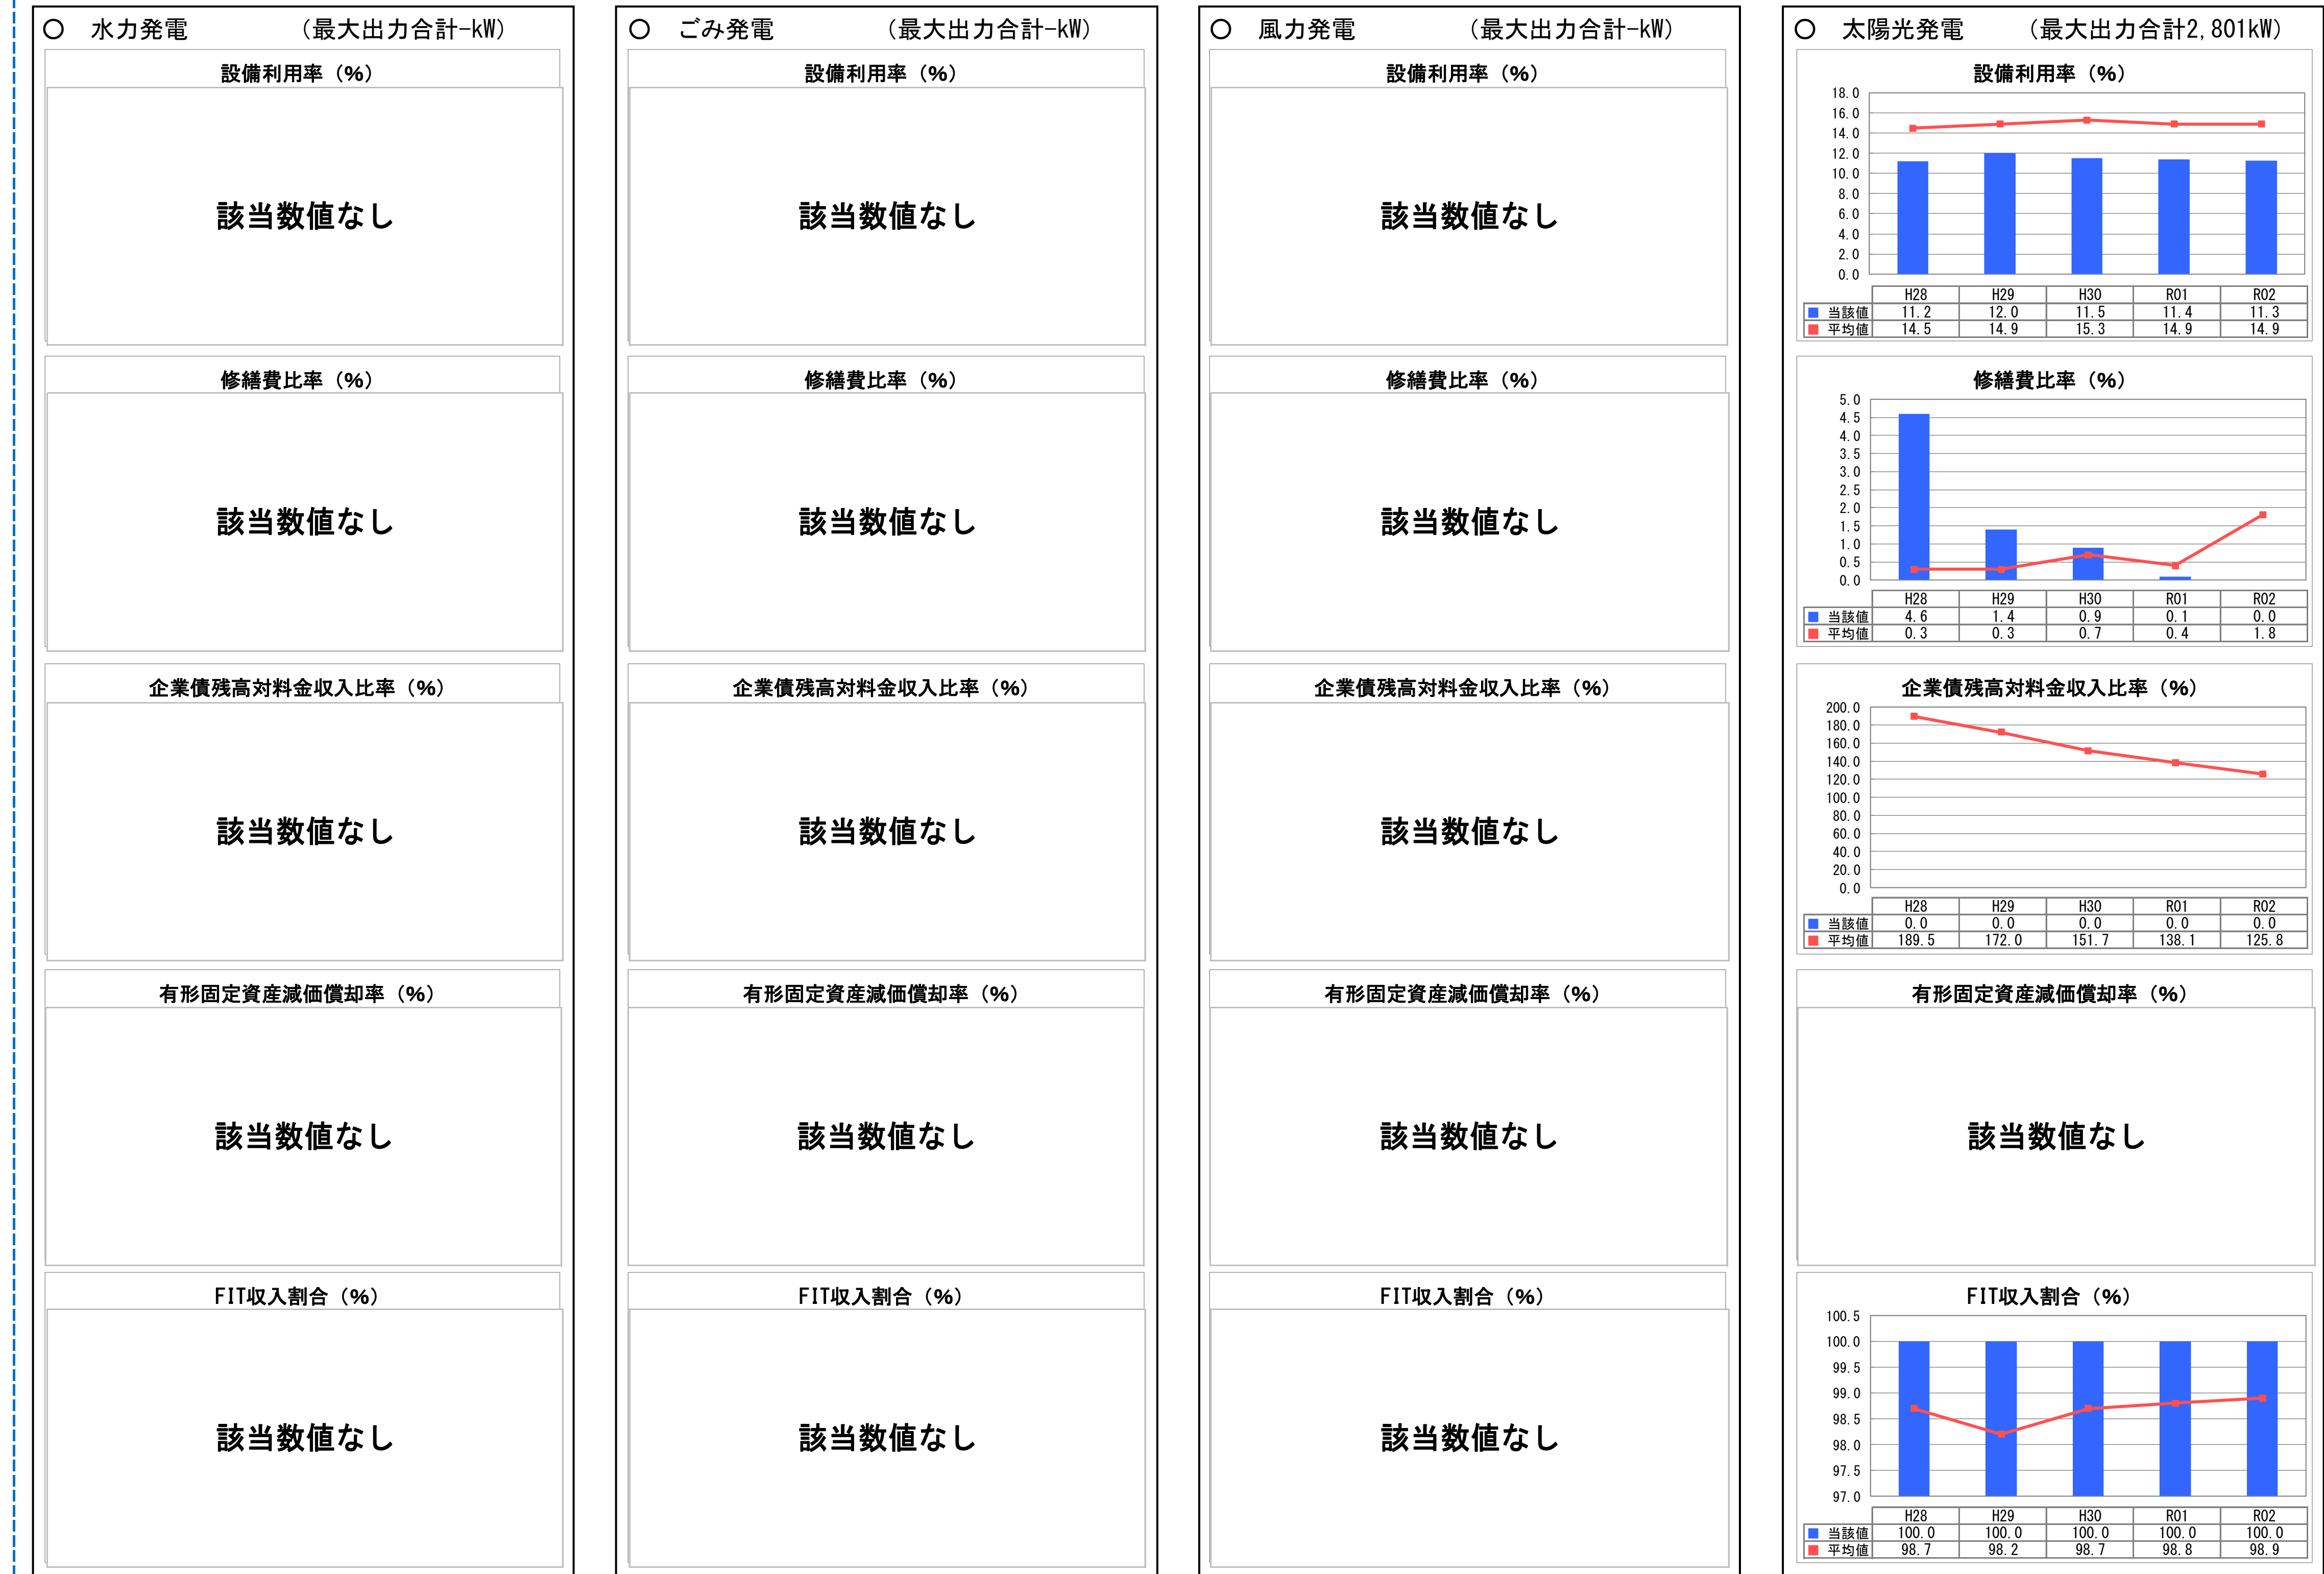 ○ 水力発電 （最大出力合計-kW）
設備利用率（%）
該当数値なし
修繕費比率（%）
該当数値なし
企業債残高対料金収入比率（%）
該当数値なし
有形固定資産減価償却率（%）
該当数値なし
FIT収入割合（%）
該当数値なし
○ ごみ発電 （最大出力合計-kW）
設備利用率（%）
該当数値なし
修繕費比率（%）
該当数値なし
企業債残高対料金収入比率（%）
該当数値なし
有形固定資産減価償却率（%）
該当数値なし
FIT収入割合（%）
該当数値なし
○ 風力発電 （最大出力合計-kW）
設備利用率（%）
該当数値なし
修繕費比率（%）
該当数値なし
企業債残高対料金収入比率（%）
該当数値なし
有形固定資産減価償却率（%）
該当数値なし
FIT収入割合（%）
該当数値なし
○ 太陽光発電 （最大出力合計2,801kW）
設備利用率（%）
18.0
16.0
14.0
12.0
10.0
8.0
6.0
4.0
2.0
0.0
H28 H29 H30 R01 R02
当該値 11.2 12.0 11.5 11.4 11.3
平均値 14.5 14.9 15.3 14.9 14.9
修繕費比率（%）
5.0
4.5
4.0
3.5
3.0
2.5
2.0
1.5
1.0
0.5
0.0
H28 H29 H30 R01 R02
当該値 4.6 1.4 0.9 0.1 0.0
平均値 0.3 0.3 0.7 0.4 1.8
企業債残高対料金収入比率（%）
200.0
180.0
160.0
140.0
120.0
100.0
80.0
60.0
40.0
20.0
0.0
H28 H29 H30 R01 R02
当該値 0.0 0.0 0.0 0.0 0.0
平均値 189.5 172.0 151.7 138.1 125.8
有形固定資産減価償却率（%）
該当数値なし
FIT収入割合（%）
100.5
100.0
99.5
99.0
98.5
98.0
97.5
97.0
H28 H29 H30 R01 R02
当該値 100.0 100.0 100.0 100.0 100.0
平均値 98.7 98.2 98.7 98.8 98.9